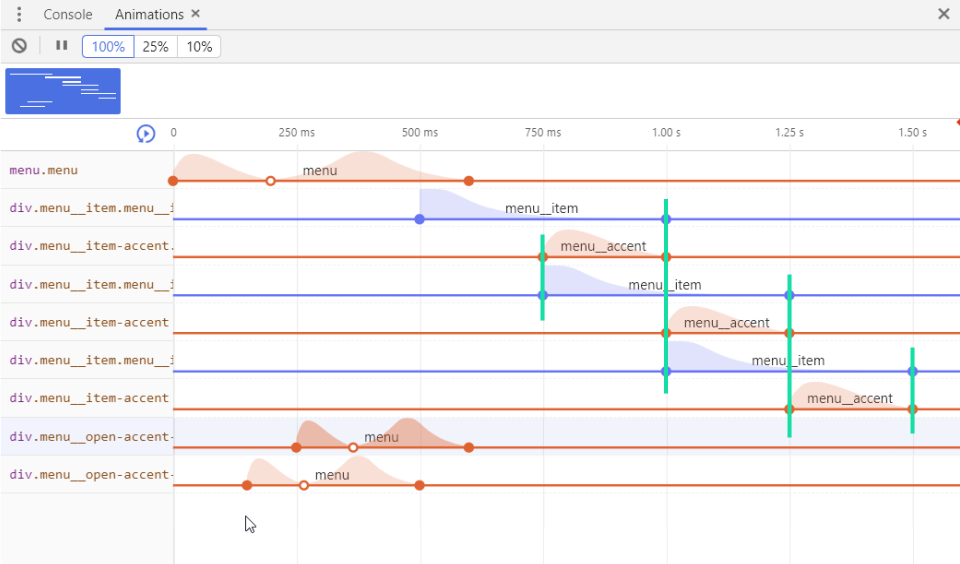 Console Animations ×
100% 25% 10%
0 250 ms 500 ms 750 ms 1.00 s 1.25 s 1.50 s
menu.menu menu
div.menu__item.menu__i menu__item
div.menu__item-accent. menu__accent
div.menu__item.menu__i menu__item
div.menu__item-accent menu__accent
div.menu__item.menu__i menu__item
div.menu__item-accent menu__accent
div.menu__open-accent- menu
div.menu__open-accent- menu